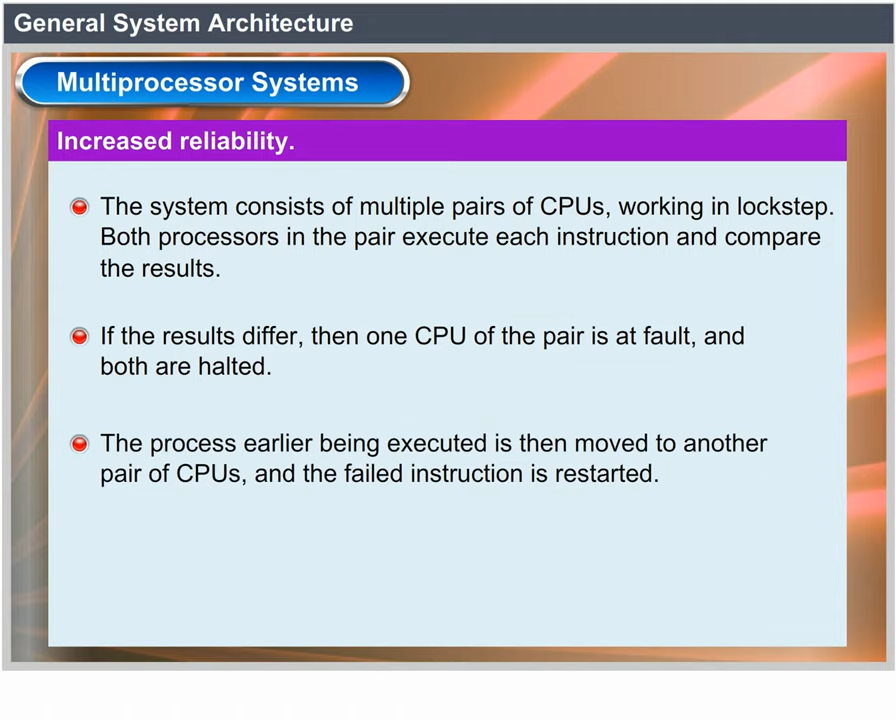 General System Architecture
Multiprocessor Systems
Increased reliability.
The system consists of multiple pairs of CPUs, working in lockstep.
Both processors in the pair execute each instruction and compare
the results.
If the results differ, then one CPU of the pair is at fault, and
both are halted.
The process earlier being executed is then moved to another
pair of CPUs, and the failed instruction is restarted.